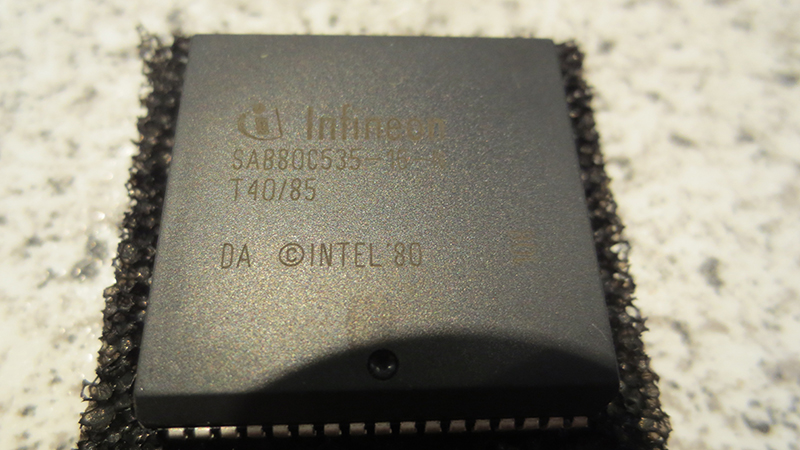 Infineon
SAB80C535-16
T40/85
DA ©INTEL'80